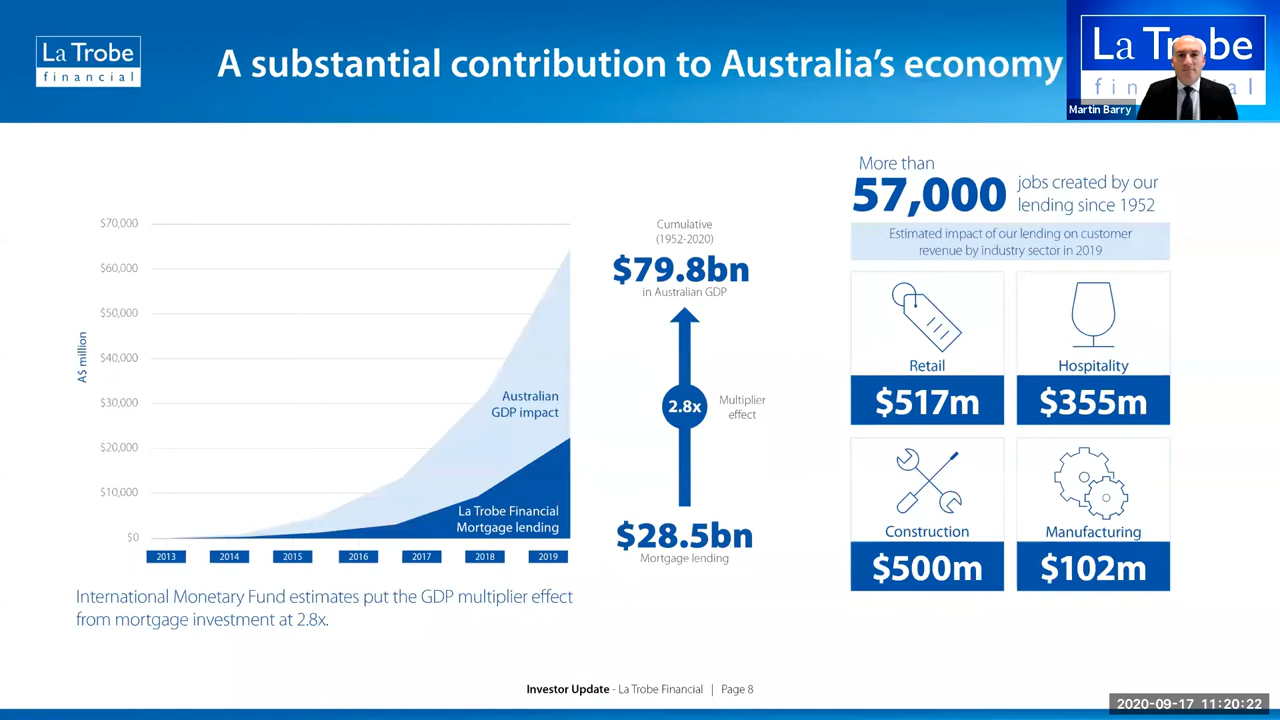 La Trobe
financial
A substantial contribution to Australia's economy
La Trobe
financial
Martin Barry
$70,000
$60,000
$50,000
$40,000
$30,000
$20,000
$10,000
$0
A$ million
Australian
GDP impact
La Trobe Financial
Mortgage lending
2013 2014 2015 2016 2017 2018 2019
International Monetary Fund estimates put the GDP multiplier effect
from mortgage investment at 2.8x.
Cumulative
(1952-2020)
$79.8bn
in Australian GDP
2.8x
Multiplier
effect
$28.5bn
Mortgage lending
More than
57,000
jobs created by our
lending since 1952
Estimated impact of our lending on customer
revenue by industry sector in 2019
Retail
$517m
Hospitality
$355m
Construction
$500m
Manufacturing
$102m
Investor Update - La Trobe Financial | Page 8
2020-09-17 11:20:22